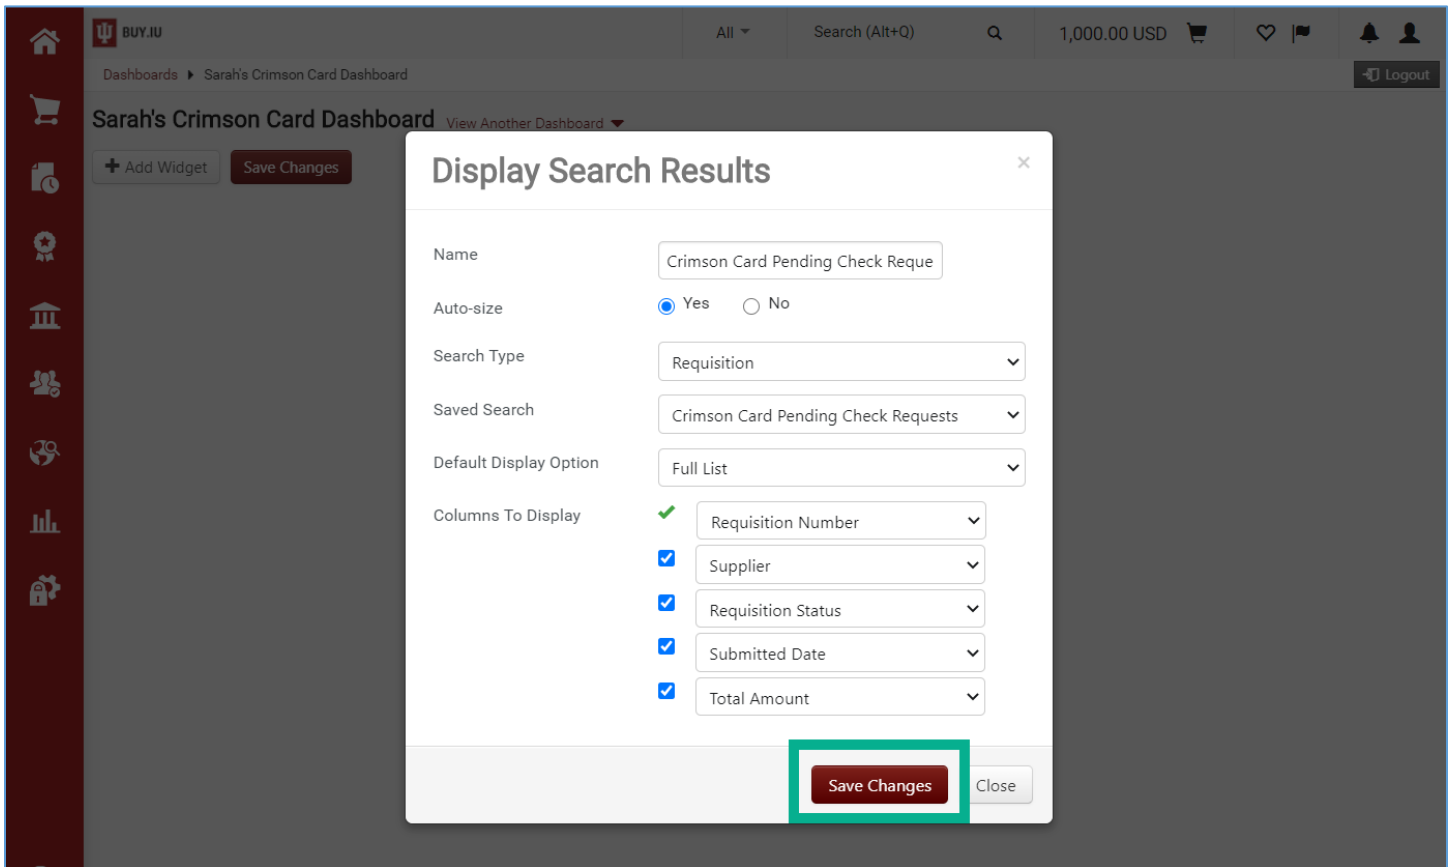 BUY.IU
All
Search (Alt+Q)
1,000.00 USD
Dashboards Sarah's Crimson Card Dashboard
Logout
Sarah's Crimson Card Dashboard View Another Dashboard
Add Widget
Save Changes
Display Search Results
×
Name
Crimson Card Pending Check Reque
Auto-size
Yes
No
Search Type
Requisition
Saved Search
Crimson Card Pending Check Requests
Default Display Option
Full List
Columns To Display
Requisition Number
Supplier
Requisition Status
Submitted Date
Total Amount
Save Changes
Close